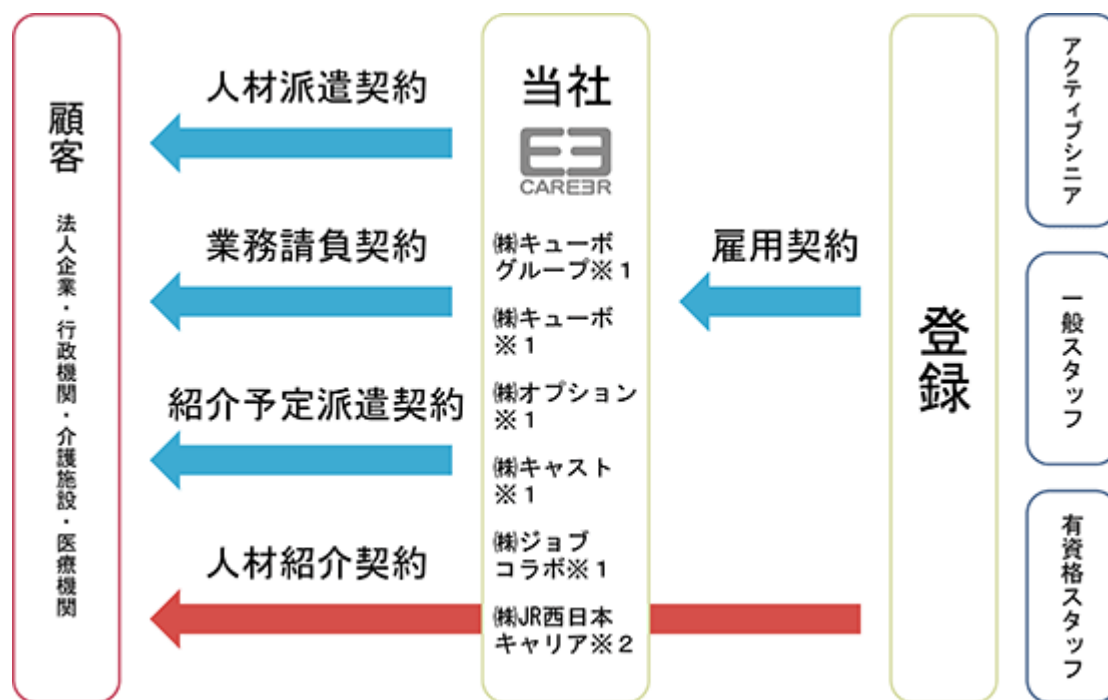 顧客
法人企業・行政機関・介護施設・医療機関
人材派遣契約
業務請負契約
紹介予定派遣契約
人材紹介契約
当社
E3
CAREER
㈱キューボ
グループ※1
㈱キューボ
※1
㈱オプション
※1
㈱キャスト
※1
㈱ジョブ
コラボ※1
㈱JR西日本
キャリア※2
雇用契約
登録
アクティブシニア
一般スタッフ
有資格スタッフ